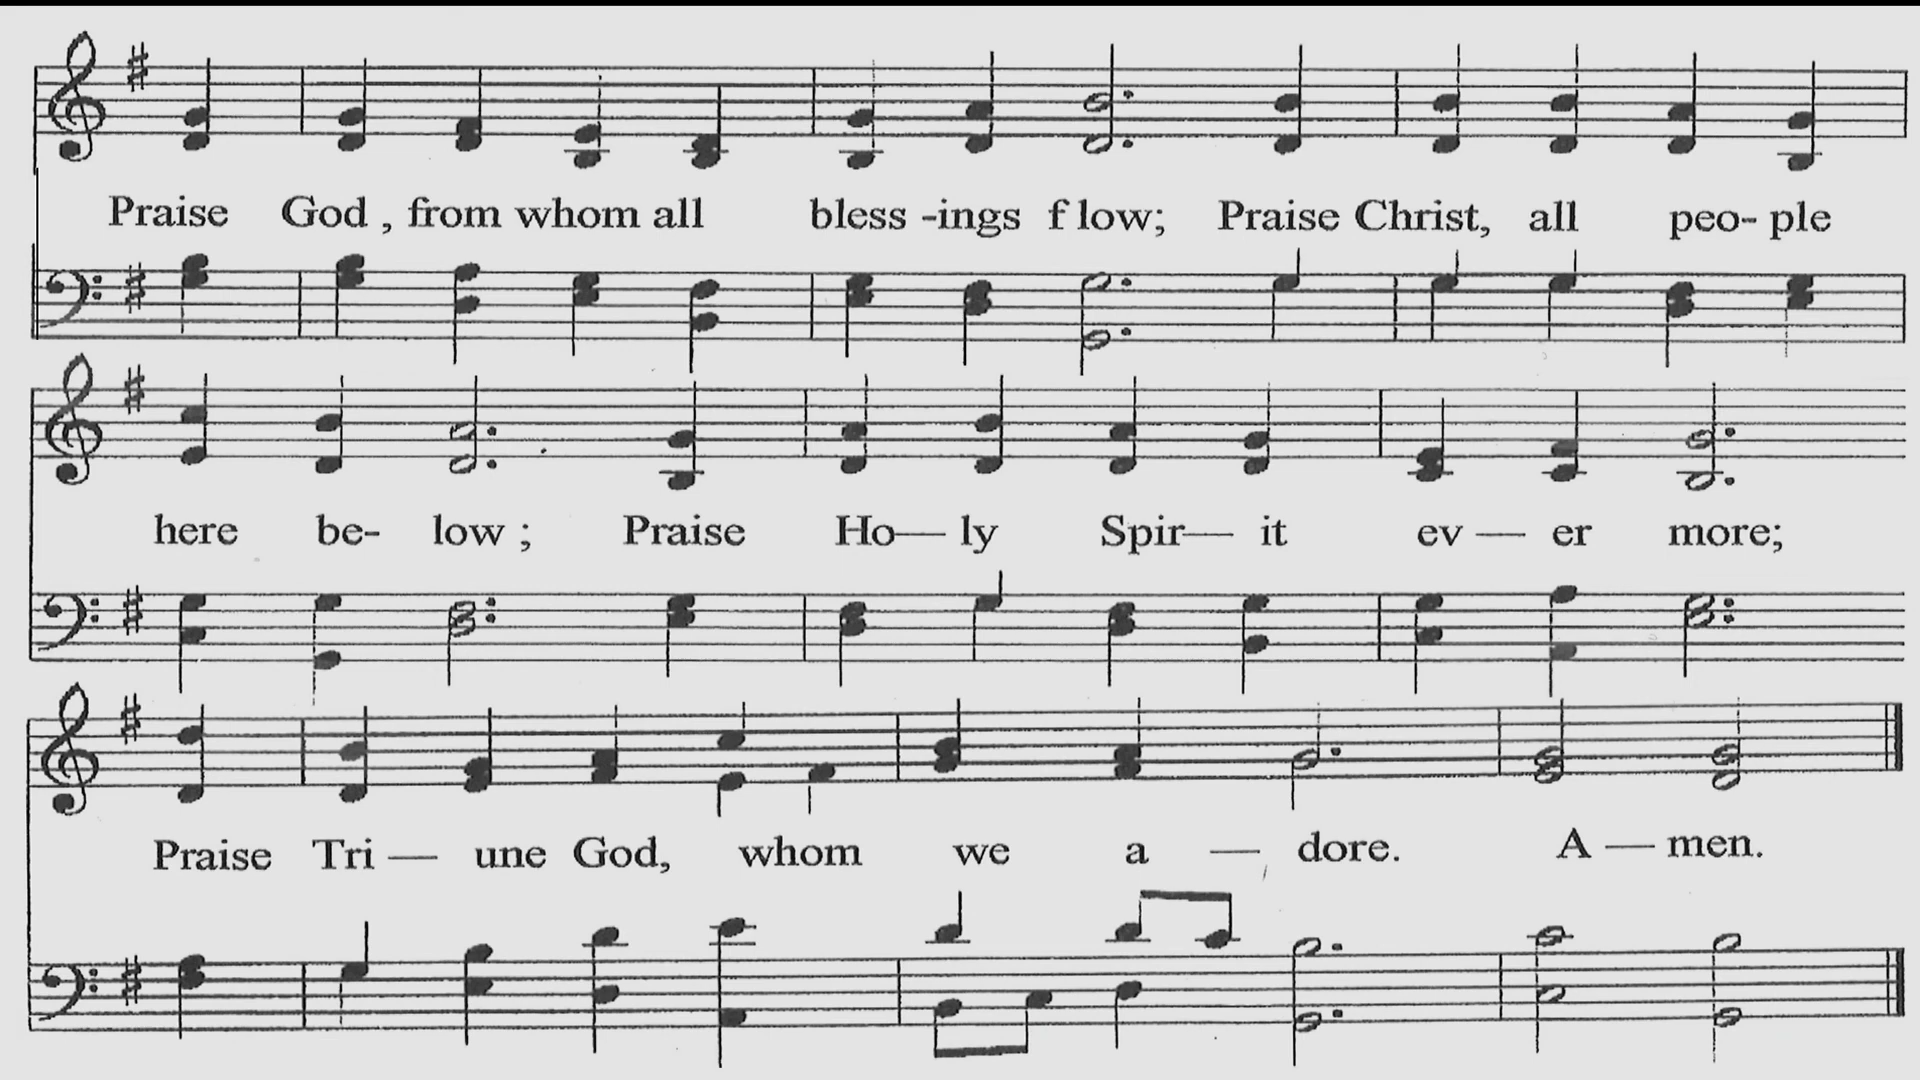 Praise God , from whom all bless -ings f low; Praise Christ, all peo- ple
here be- low ; Praise Ho— ly Spir— it ev — er more;
Praise Tri — une God, whom we a — dore. A — men.